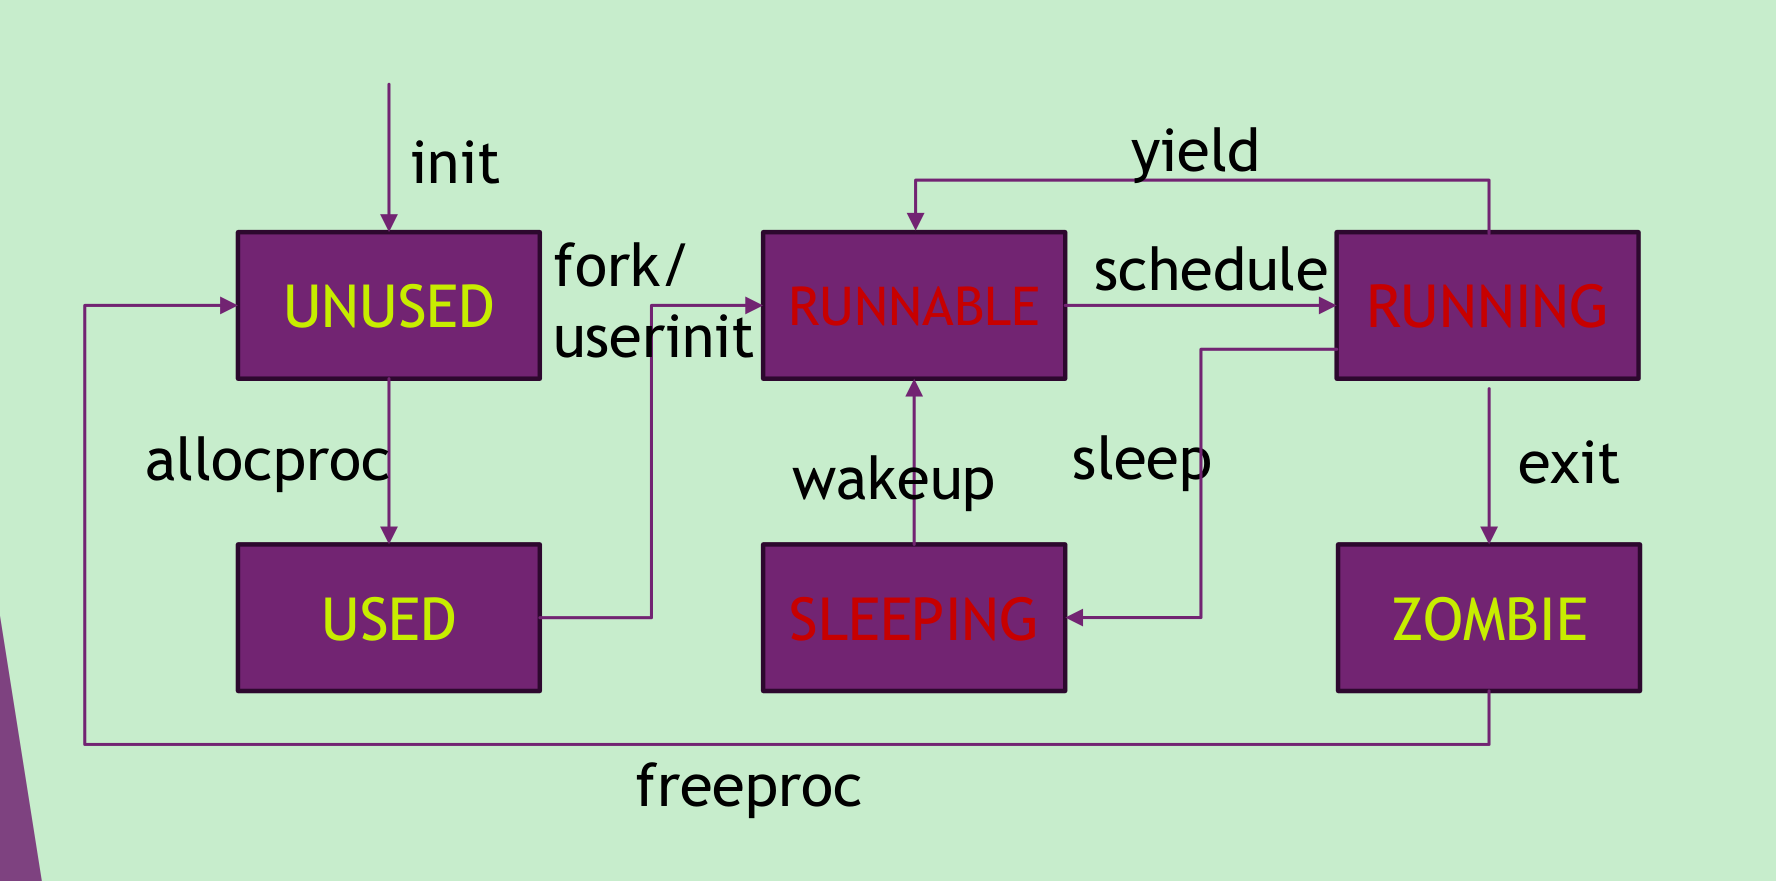 init
yield
fork/
userinit
schedule
UNUSED
RUNNABLE
RUNNING
allocproc
wakeup
sleep
exit
USED
SLEEPING
ZOMBIE
freeproc